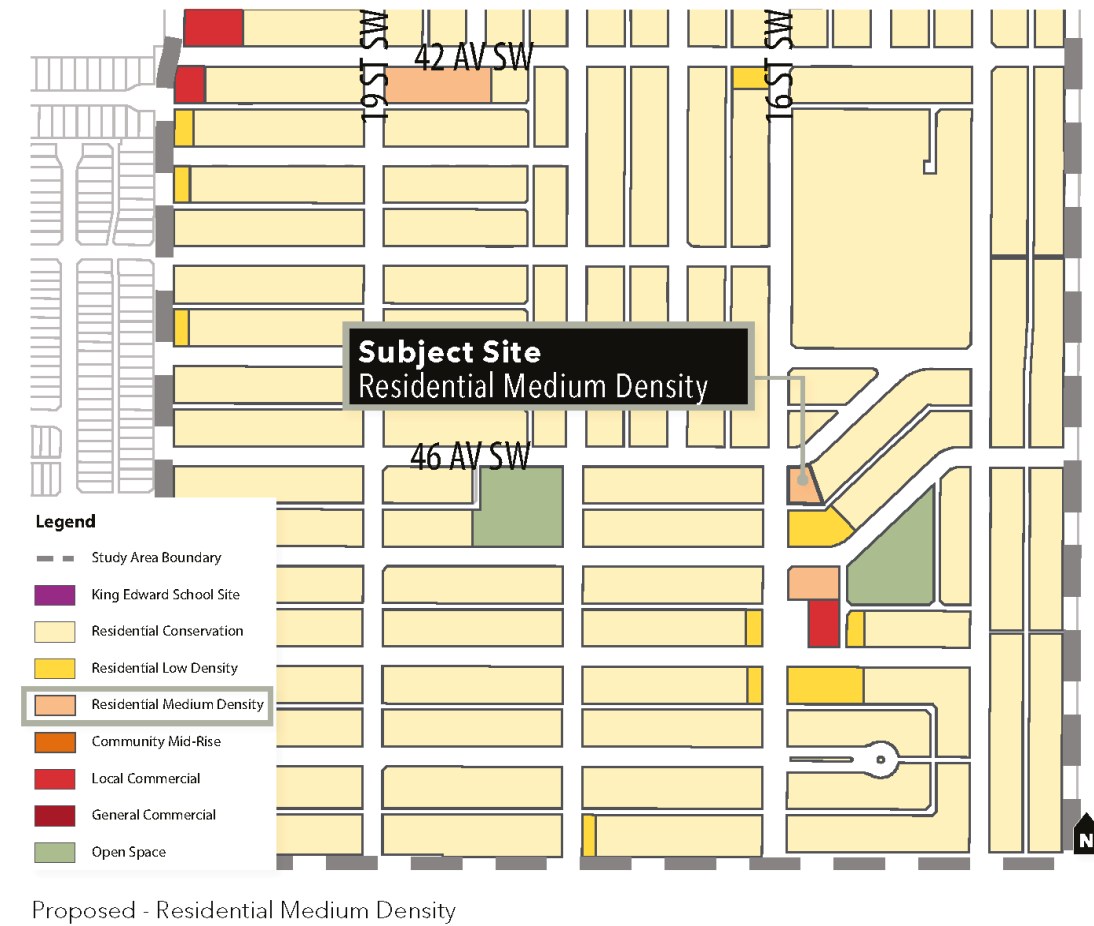 19 ST SW
42 AV SW
16 ST SW
Subject Site
Residential Medium Density
46 AV SW
Legend
Study Area Boundary
King Edward School Site
Residential Conservation
Residential Low Density
Residential Medium Density
Community Mid-Rise
Local Commercial
General Commercial
Open Space
N
Proposed - Residential Medium Density